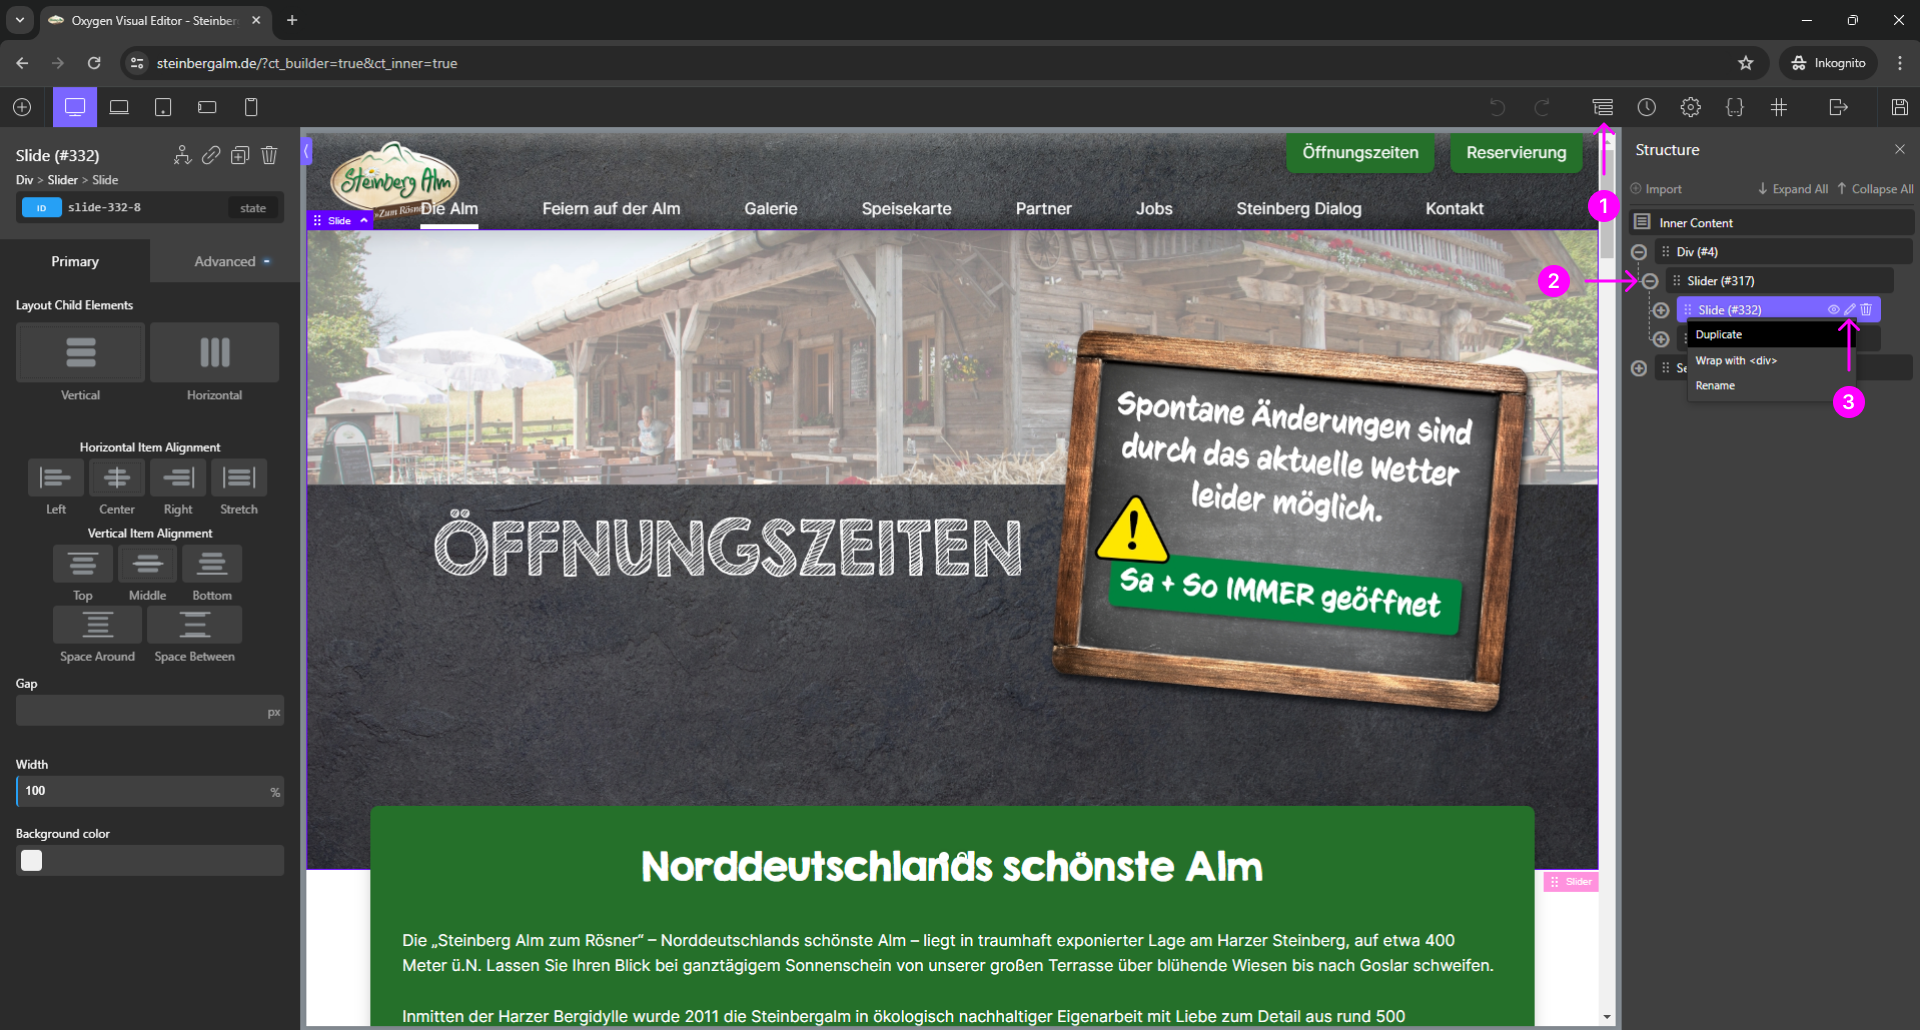 Oxygen Visual Editor - Steinber
steinbergalm.de/?ct_builder=true&ct_inner=true
Inkognito
Slide (#332)
Div > Slider > Slide
ID slide-332-8 state
Primary
Advanced
Layout Child Elements
Vertical
Horizontal
Horizontal Item Alignment
Left
Center
Right
Stretch
Vertical Item Alignment
Top
Middle
Bottom
Space Around
Space Between
Gap
px
Width
100
%
Background color
Steinberg Alm
Zum Rösner
Öffnungszeiten
Reservierung
Die Alm
Feiern auf der Alm
Galerie
Speisekarte
Partner
Jobs
Steinberg Dialog
Kontakt
Slide
Spontane Änderungen sind
durch das aktuelle Wetter
leider möglich.
Sa + So IMMER geöffnet
ÖFFNUNGSZEITEN
Norddeutschlands schönste Alm
Slider
Die „Steinberg Alm zum Rösner“ – Norddeutschlands schönste Alm – liegt in traumhaft exponierter Lage am Harzer Steinberg, auf etwa 400
Meter ü.N. Lassen Sie Ihren Blick bei ganztägigem Sonnenschein von unserer großen Terrasse über blühende Wiesen bis nach Goslar schweifen.
Inmitten der Harzer Bergidylle wurde 2011 die Steinbergalm in ökologisch nachhaltiger Eigenarbeit mit Liebe zum Detail aus rund 500
Structure
Import
Expand All
Collapse All
1
Inner Content
Div (#4)
2
Slider (#317)
Slide (#332)
Duplicate
Wrap with <div>
Se
Rename
3